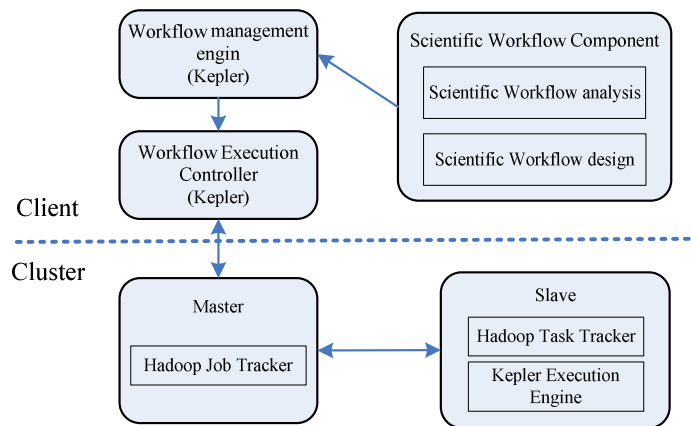 Workflow management
engin
(Kepler)
Scientific Workflow Component
Scientific Workflow analysis
Scientific Workflow design
Workflow Execution
Controller
(Kepler)
Client
Cluster
Master
Hadoop Job Tracker
Slave
Hadoop Task Tracker
Kepler Execution
Engine